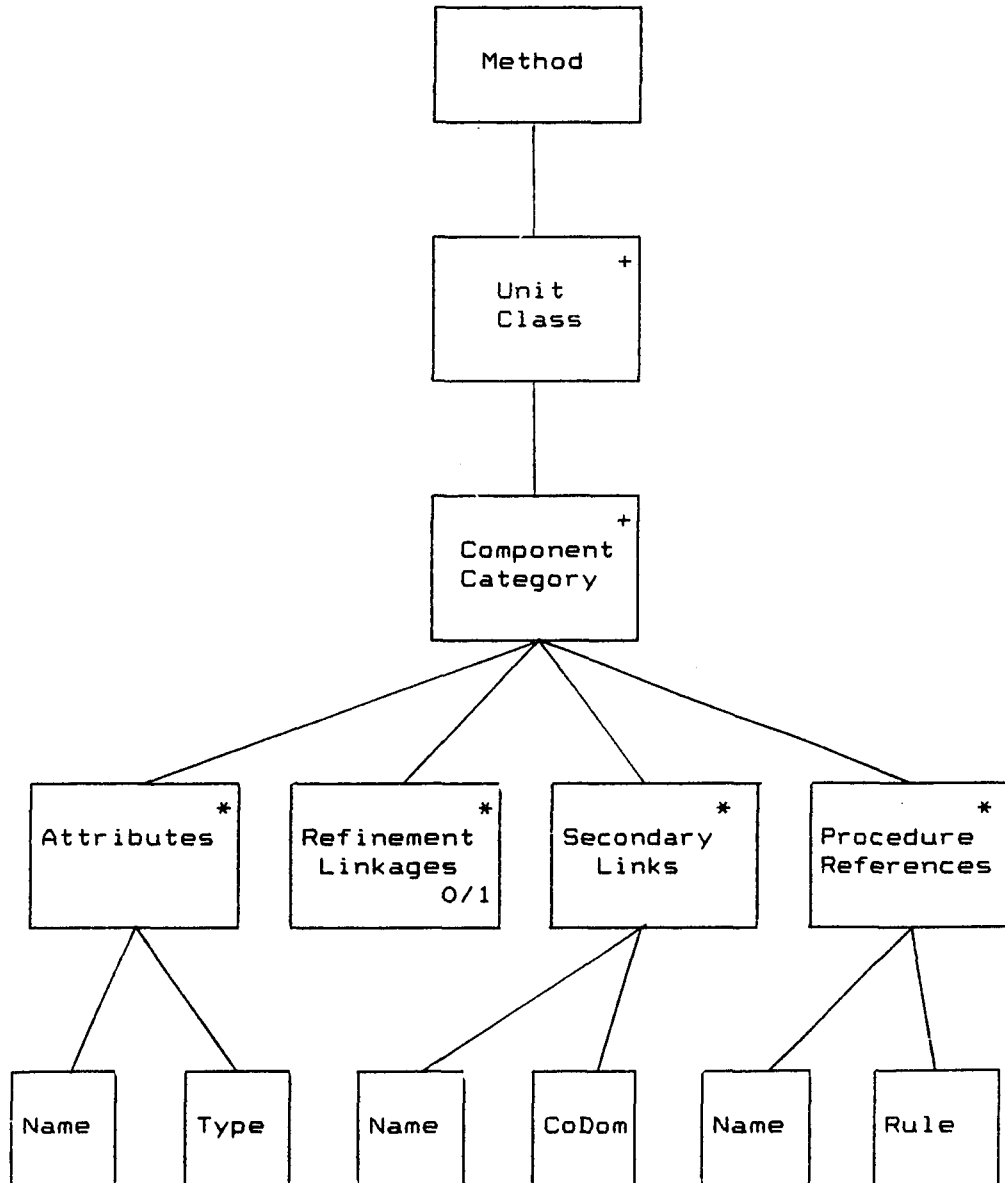 Method
+
Unit
Class
+
Component
Category
*
Attributes
*
Refinement
Linkages
0/1
*
Secondary
Links
*
Procedure
References
Name
Type
Name
CoDom
Name
Rule